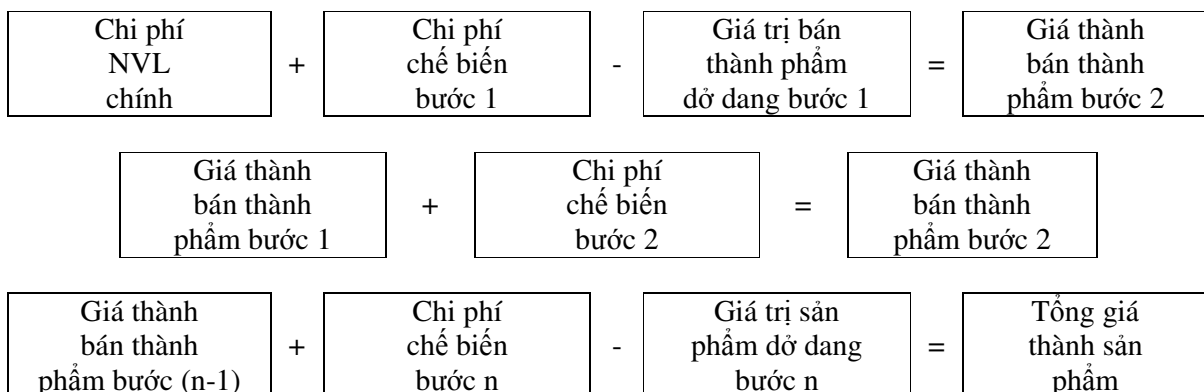 Chi phí
NVL
chính
+
Chi phí
chế biến
bước 1
-
Giá trị bán
thành phẩm
dở dang bước 1
=
Giá thành
bán thành
phẩm bước 2
Giá thành
bán thành
phẩm bước 1
+
Chi phí
chế biến
bước 2
=
Giá thành
bán thành
phẩm bước 2
Giá thành
bán thành
phẩm bước (n-1)
+
Chi phí
chế biến
bước n
-
Giá trị sản
phẩm dở dang
bước n
=
Tổng giá
thành sản
phẩm